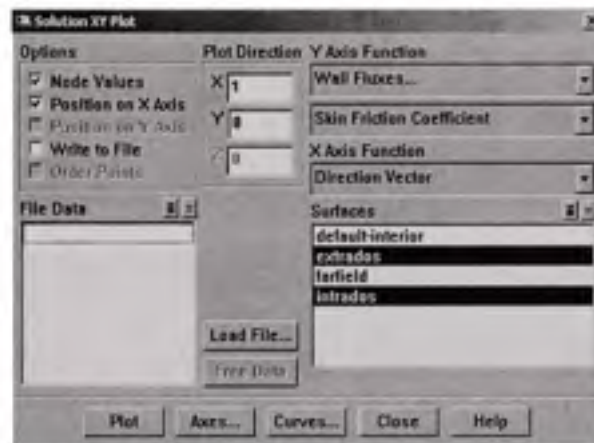 Solution XY Plot
Options
Node Values
Position on X Axis
Position on Y Axis
Write to File
Order Points
Plot Direction
X 1
Y 0
Z 0
Y Axis Function
Wall Fluxes...
Skin Friction Coefficient
X Axis Function
Direction Vector
File Data
Load File...
Free Data
Surfaces
default-interior
extrados
farfield
intrados
Plot
Axes...
Curves...
Close
Help